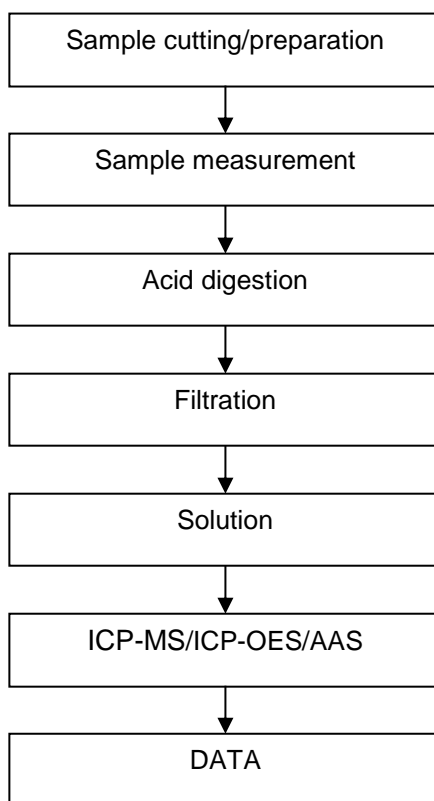 Sample cutting/preparation
Sample measurement
Acid digestion
Filtration
Solution
ICP-MS/ICP-OES/AAS
DATA